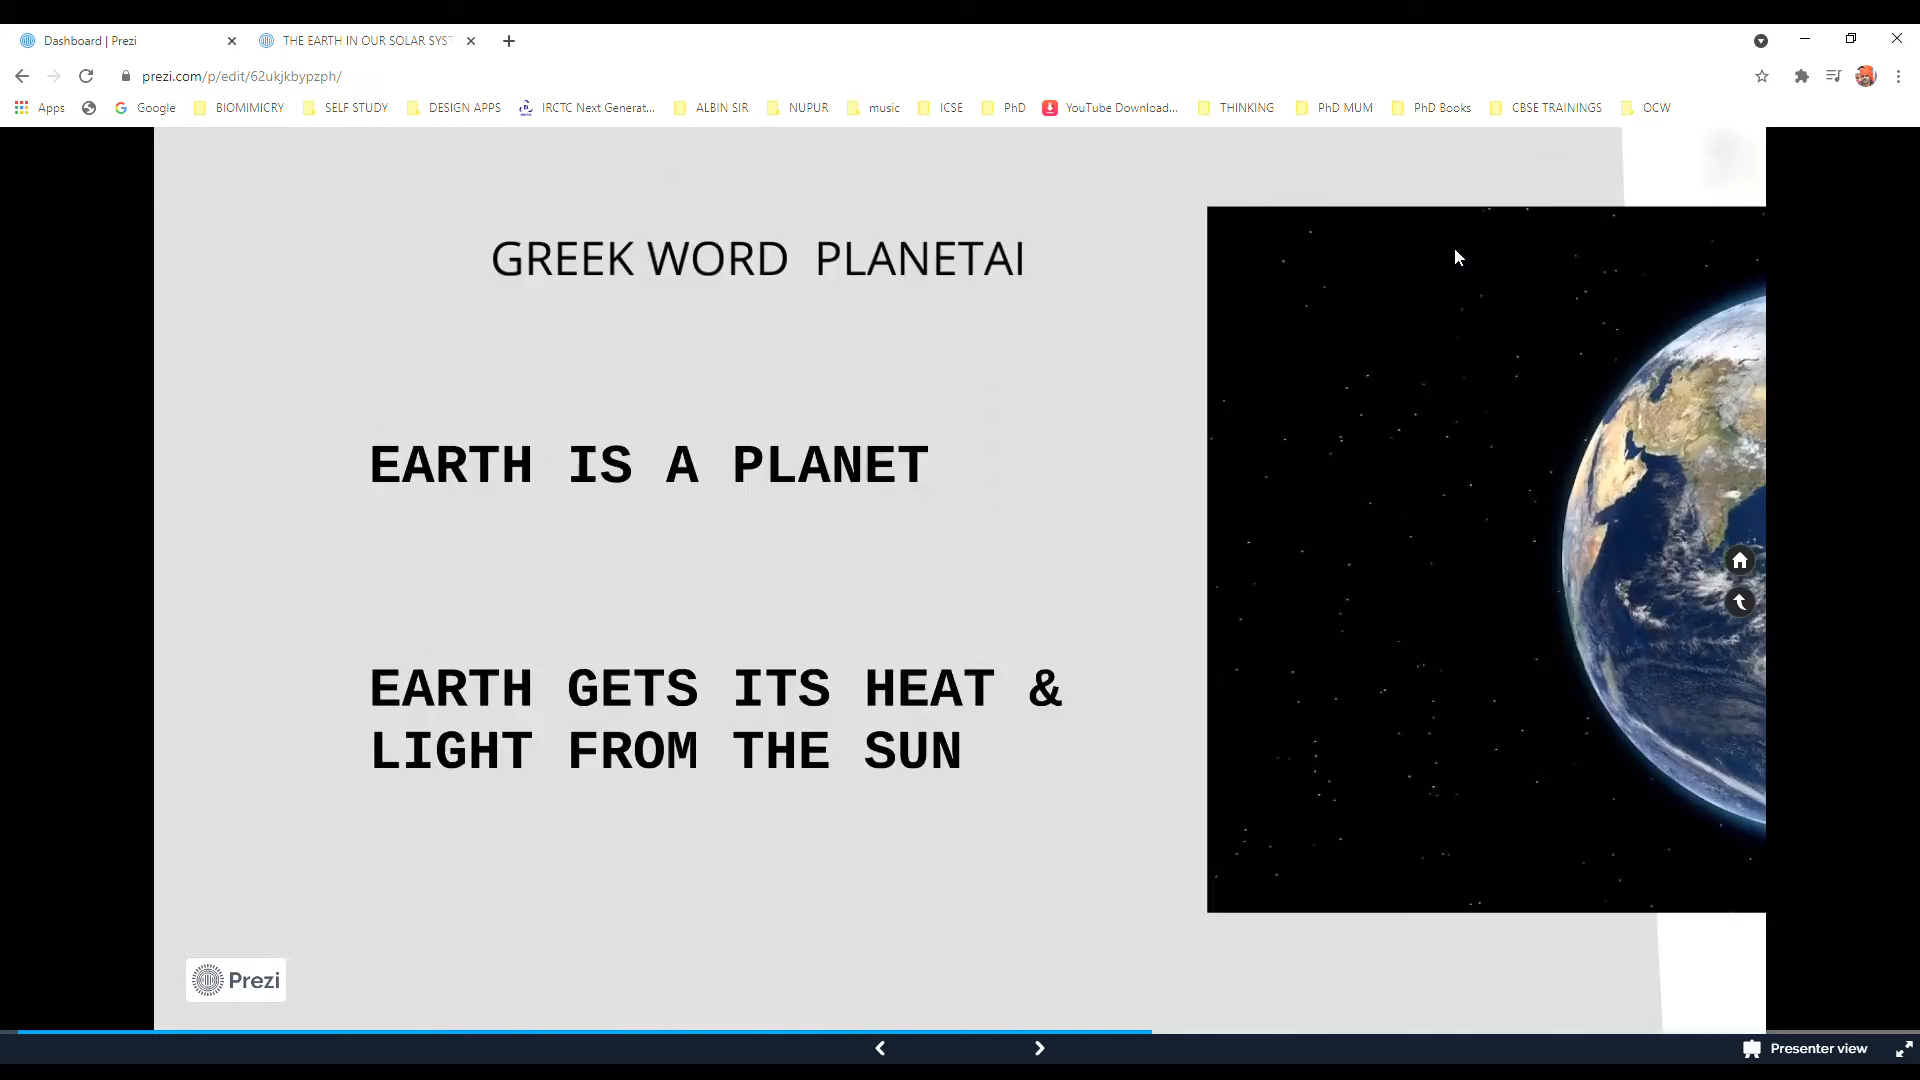 Dashboard | Prezi
THE EARTH IN OUR SOLAR SYST
prezi.com/p/edit/62ukjkbypzph/
Apps
Google
BIOMIMICRY
SELF STUDY
DESIGN APPS
IRCTC Next Generat...
ALBIN SIR
NUPUR
music
ICSE
PhD
YouTube Download...
THINKING
PhD MUM
PhD Books
CBSE TRAININGS
OCW
GREEK WORD PLANETAI
EARTH IS A PLANET
EARTH GETS ITS HEAT &
LIGHT FROM THE SUN
Prezi
Presenter view